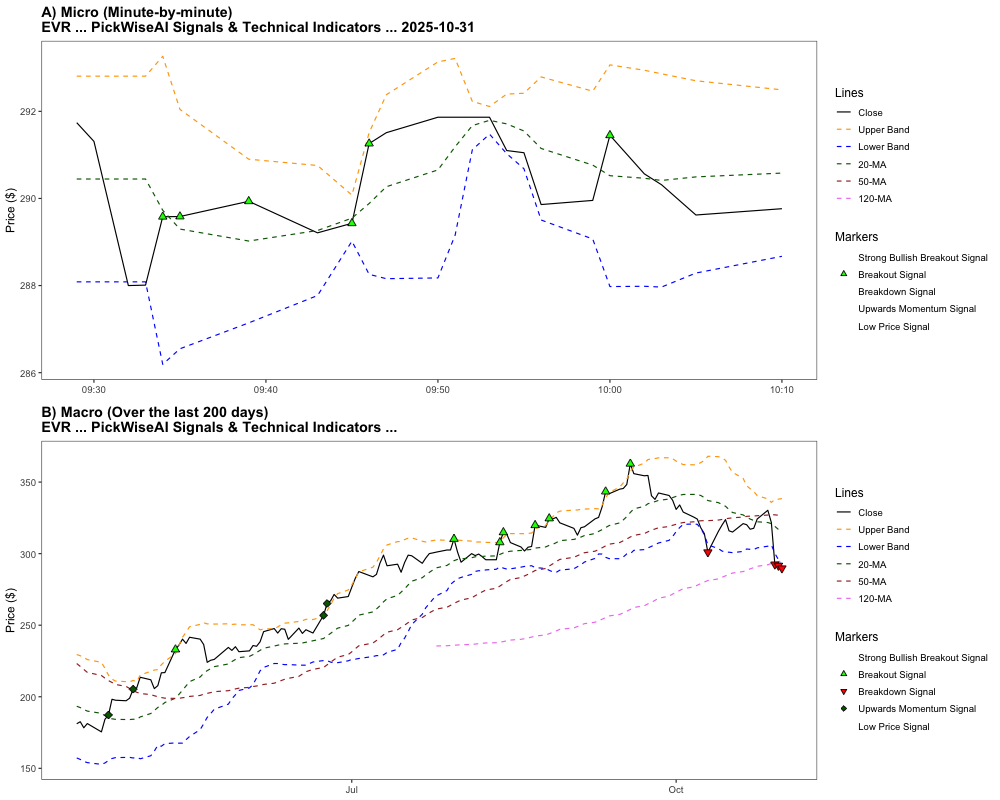 A) Micro (Minute-by-minute)
EVR ... PickWiseAI Signals & Technical Indicators ... 2025-10-31
Price ($)
292
290
288
286
09:30
09:40
09:50
10:00
10:10
Lines
Close
Upper Band
Lower Band
20-MA
50-MA
120-MA
Markers
Strong Bullish Breakout Signal
Breakout Signal
Breakdown Signal
Upwards Momentum Signal
Low Price Signal
B) Macro (Over the last 200 days)
EVR ... PickWiseAI Signals & Technical Indicators ...
Price ($)
350
300
250
200
150
Jul
Oct
Lines
Close
Upper Band
Lower Band
20-MA
50-MA
120-MA
Markers
Strong Bullish Breakout Signal
Breakout Signal
Breakdown Signal
Upwards Momentum Signal
Low Price Signal